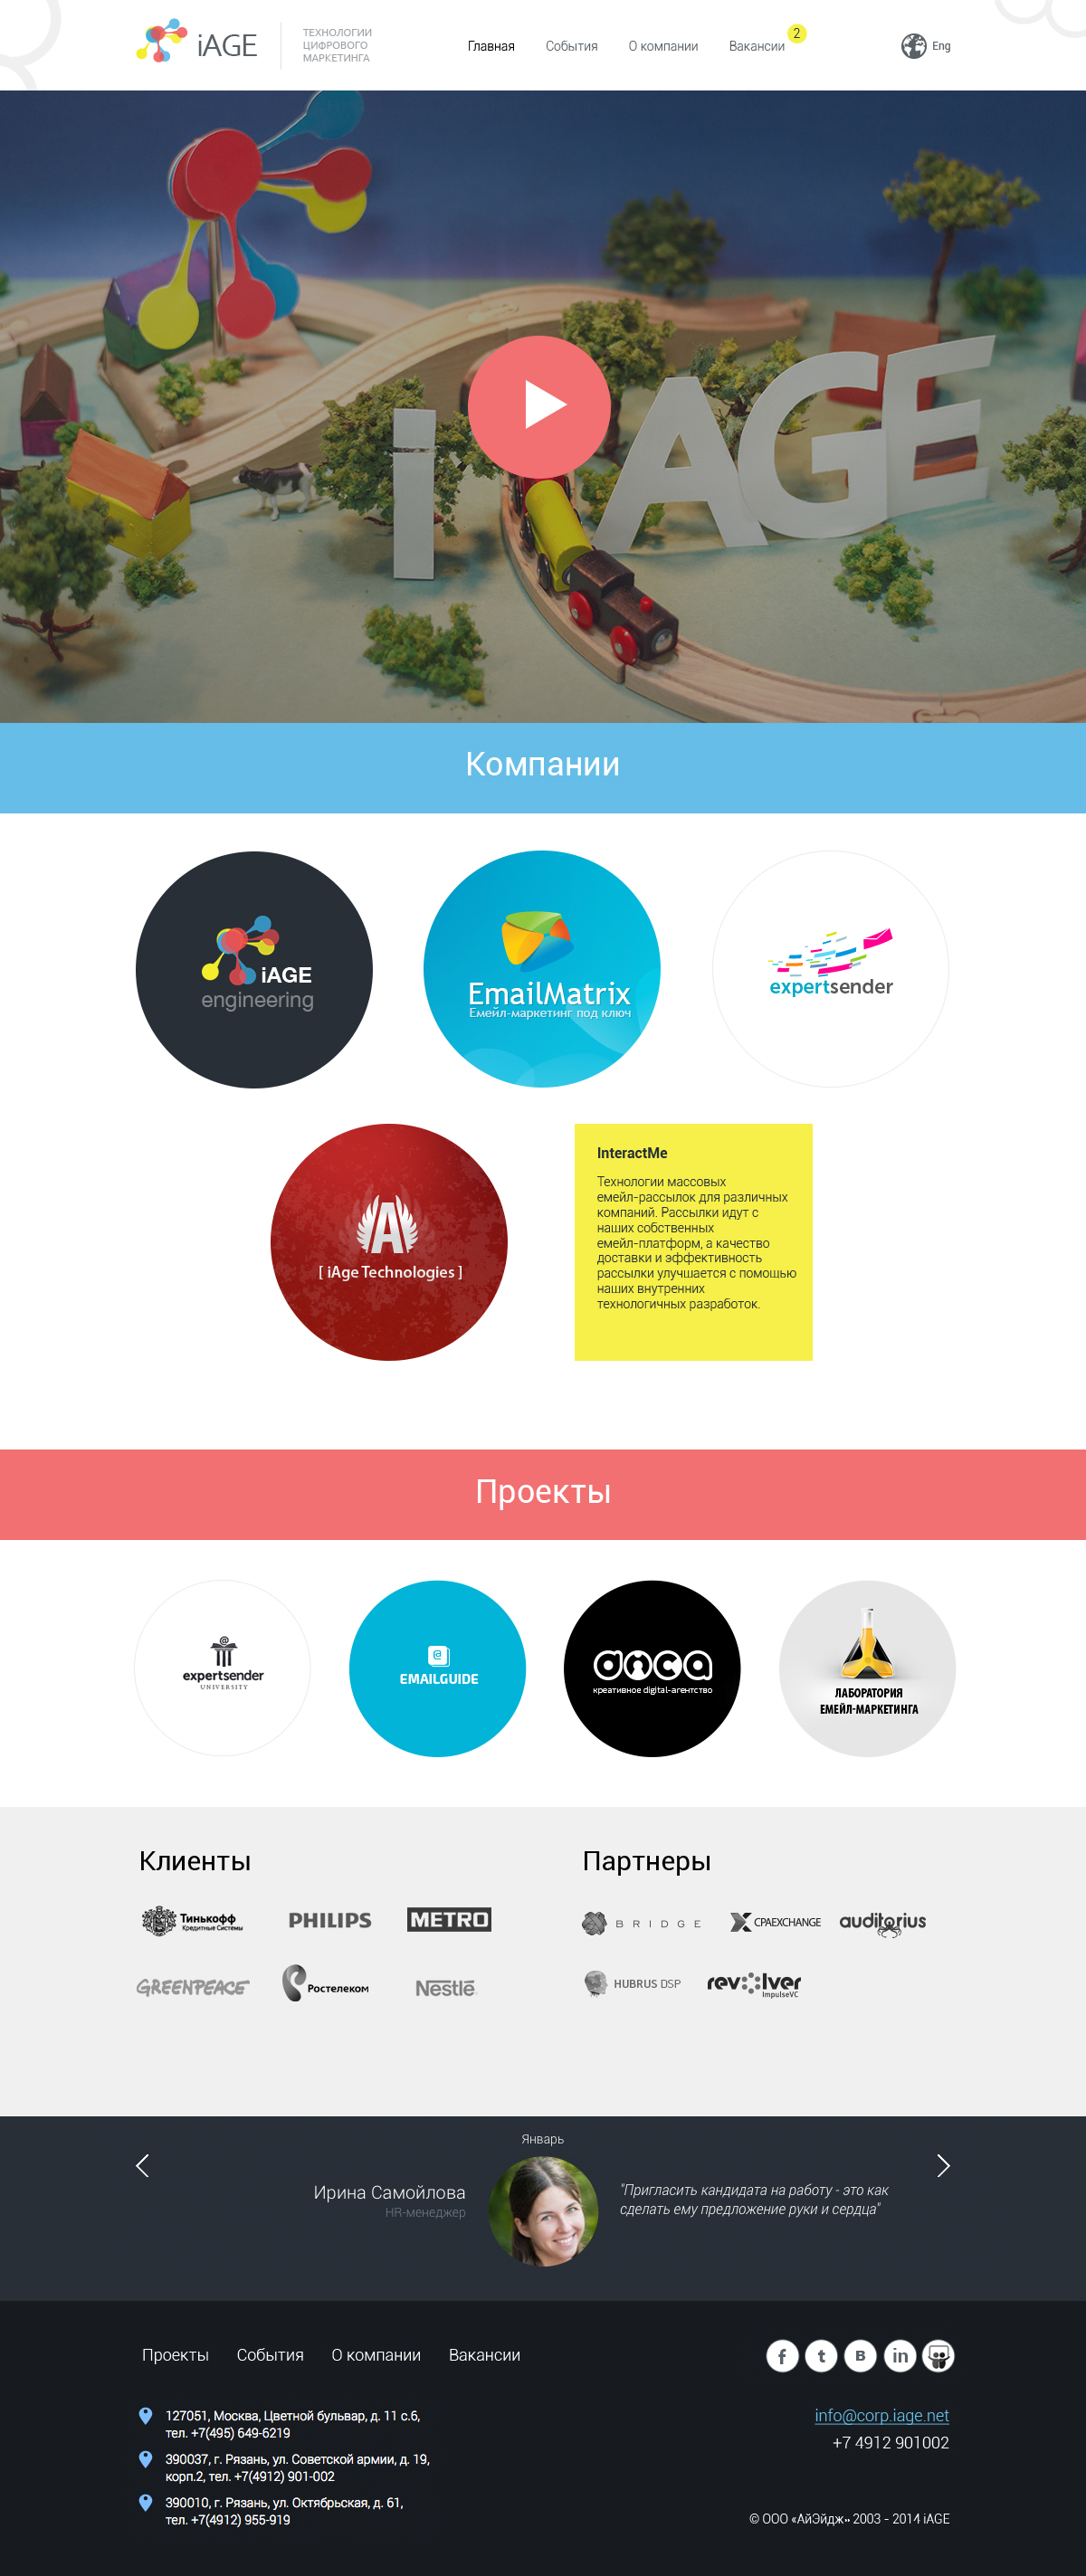 iAGE
ТЕХНОЛОГИИ
ЦИФРОВОГО
МАРКЕТИНГА
Главная События О компании Вакансии 2
Eng
iAGE
Компании
iAGE
engineering
EmailMatrix
Емейл-маркетинг под ключ
expertsender
[ iAge Technologies ]
InteractMe
Технологии массовых
емейл-рассылок для различных
компаний. Рассылки идут с
наших собственных
емейл-платформ, а качество
доставки и эффективность
рассылки улучшается с помощью
наших внутренних
технологичных разработок.
Проекты
expertsender
UNIVERSITY
@
EMAILGUIDE
anca
креативное digital-агентство
ЛАБОРАТОРИЯ
ЕМЕЙЛ-МАРКЕТИНГА
Клиенты
Тинькофф
Кредитные Системы
PHILIPS
METRO
GREENPEACE
Ростелеком
Nestlé
Партнеры
BRIDGE
CPAEXCHANGE
auditorius
HUBRUS DSP
revolver
ImpulseVC
Январь
Ирина Самойлова
HR-менеджер
"Пригласить кандидата на работу - это как
сделать ему предложение руки и сердца"
Проекты События О компании Вакансии
f t B in
127051, Москва, Цветной бульвар, д. 11 с.6,
тел. +7(495) 649-6219
390037, г. Рязань, ул. Советской армии, д. 19,
корп.2, тел. +7(4912) 901-002
390010, г. Рязань, ул. Октябрьская, д. 61,
тел. +7(4912) 955-919
info@corp.iage.net
+7 4912 901002
© ООО «АйЭйдж» 2003 - 2014 iAGE